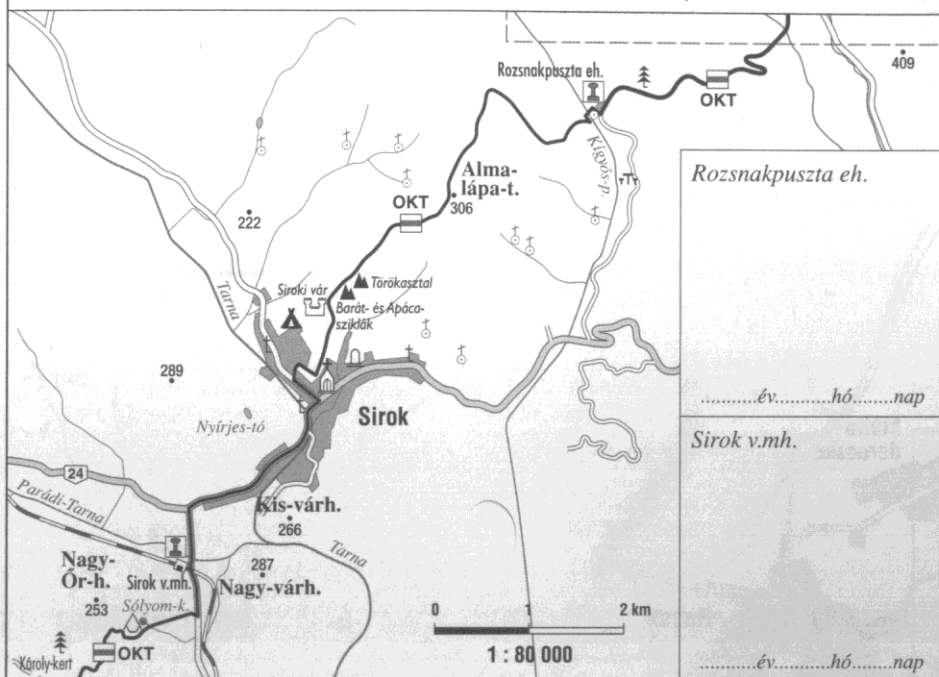 409
Rozsnakpuszta eh.
OKT
Kígyós-p.
Rozsnakpuszta eh.
Alma-
lápa-t.
306
OKT
222
Törökasztal
Siroki vár
Barát- és Apáca-
sziklák
Tarna
..........év..........hó........nap
289
Nyírjes-tó
Sirok
Sirok v.mh.
24
Parádi-Tarna
Kis-várh.
266
Tarna
Nagy-
Őr-h.
Sirok v.mh.
287
Nagy-várh.
253
Sólyom-k.
0 1 2 km
OKT
Károly-kert
1 : 80 000
..........év..........hó........nap